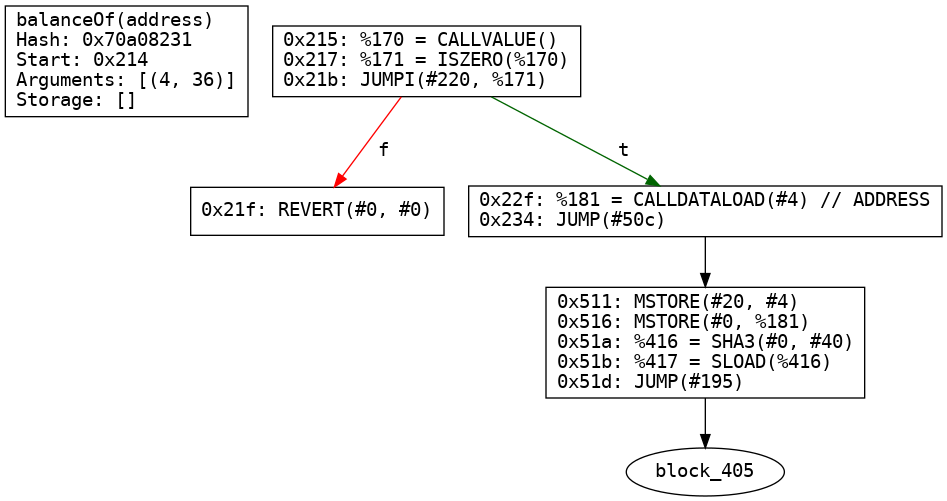 balanceOf(address)
Hash: 0x70a08231
Start: 0x214
Arguments: [(4, 36)]
Storage: []
0x215: %170 = CALLVALUE()
0x217: %171 = ISZERO(%170)
0x21b: JUMPI(#220, %171)
f
t
0x21f: REVERT(#0, #0)
0x22f: %181 = CALLDATALOAD(#4) // ADDRESS
0x234: JUMP(#50c)
0x511: MSTORE(#20, #4)
0x516: MSTORE(#0, %181)
0x51a: %416 = SHA3(#0, #40)
0x51b: %417 = SLOAD(%416)
0x51d: JUMP(#195)
block_405